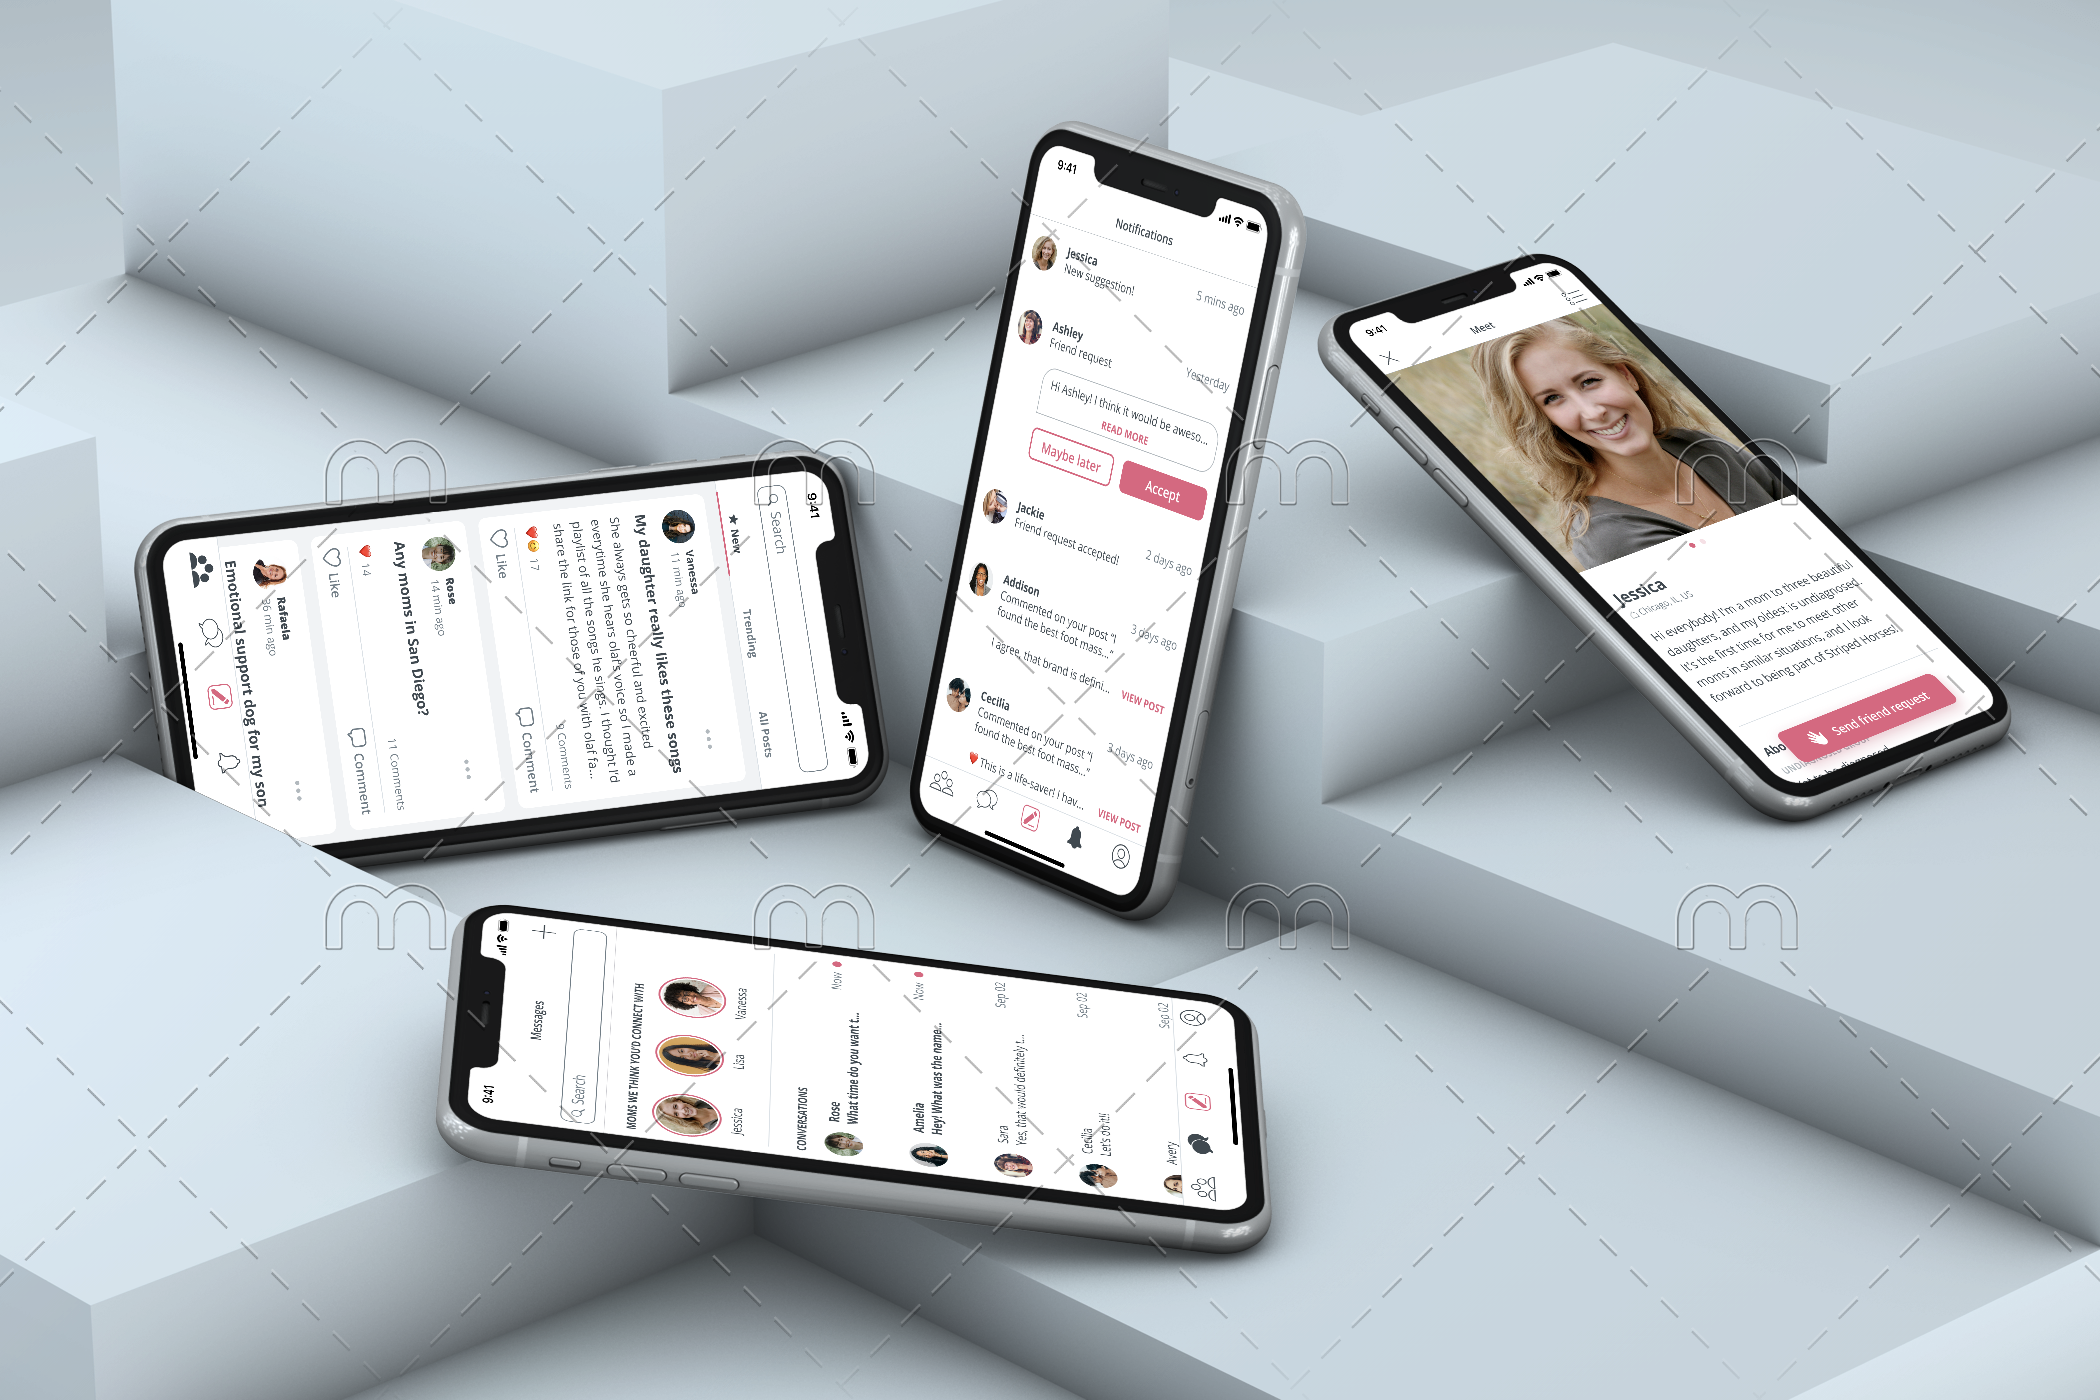 9:41
Search
New
Trending
All Posts
Vanessa
11 min ago
My daughter really likes these songs
She always gets so cheerful and excited
everytime she hears olaf's voice so I made a
playlist of all the songs he sings. I thought I'd
share the link for those of you with olaf fa...
17
9 Comments
Like
Comment
Rose
14 min ago
Any moms in San Diego?
14
11 Comments
Like
Comment
Rafaela
36 min ago
Emotional support dog for my son
9:41
Notifications
Jessica
New suggestion!
5 mins ago
Ashley
Friend request
Yesterday
Hi Ashley! I think it would be aweso...
READ MORE
Maybe later
Accept
Jackie
Friend request accepted!
2 days ago
Addison
Commented on your post "I
found the best foot mass..."
3 days ago
I agree, that brand is defini...
VIEW POST
Cecilia
Commented on your post "I
found the best foot mass..."
3 days ago
This is a life-saver! I hav...
VIEW POST
9:41
Meet
Jessica
Chicago, IL, US
Hi everybody! I'm a mom to three beautiful
daughters, and my oldest is undiagnosed.
It's the first time for me to meet other
moms in similar situations, and I look
forward to being part of Striped Horses!
Send friend request
Abo
9:41
Messages
Search
MOMS WE THINK YOU'D CONNECT WITH
Jessica
Lisa
Vanessa
CONVERSATIONS
Rose
What time do you want t...
Now
Amelia
Hey! What was the name...
Now
Sara
Yes, that would definitely t...
Sep 02
Cecilia
Let's do it!!
Sep 02
Avery
Sep 02
m
m
m
m
m
m
m
m